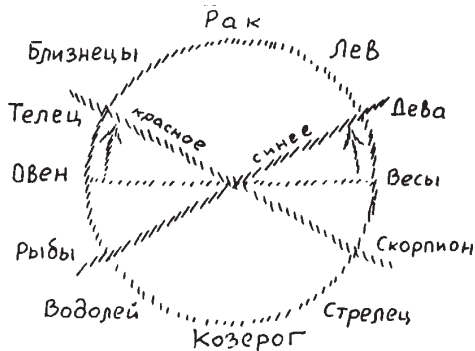 Рак
Близнецы
Лев
Телец
красное
синее
Дева
Овен
Весы
Рыбы
Скорпион
Водолей
Стрелец
Козерог